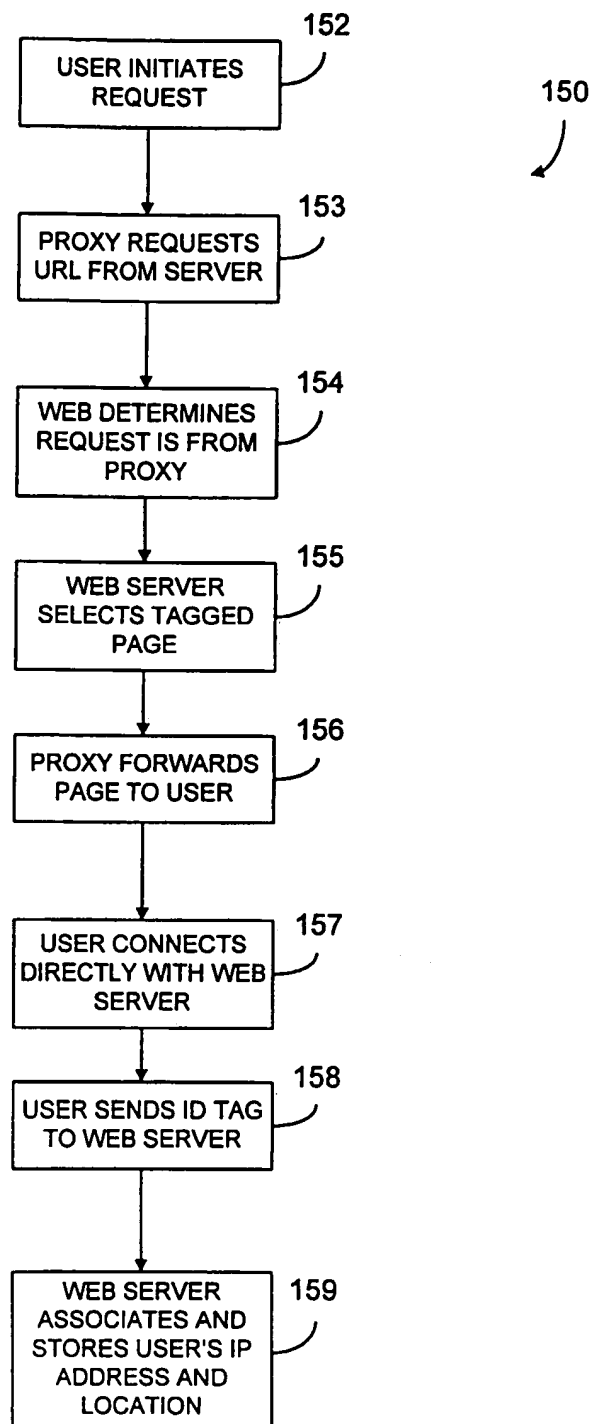 152
USER INITIATES
REQUEST
150
153
PROXY REQUESTS
URL FROM SERVER
154
WEB DETERMINES
REQUEST IS FROM
PROXY
155
WEB SERVER
SELECTS TAGGED
PAGE
156
PROXY FORWARDS
PAGE TO USER
157
USER CONNECTS
DIRECTLY WITH WEB
SERVER
158
USER SENDS ID TAG
TO WEB SERVER
159
WEB SERVER
ASSOCIATES AND
STORES USER'S IP
ADDRESS AND
LOCATION